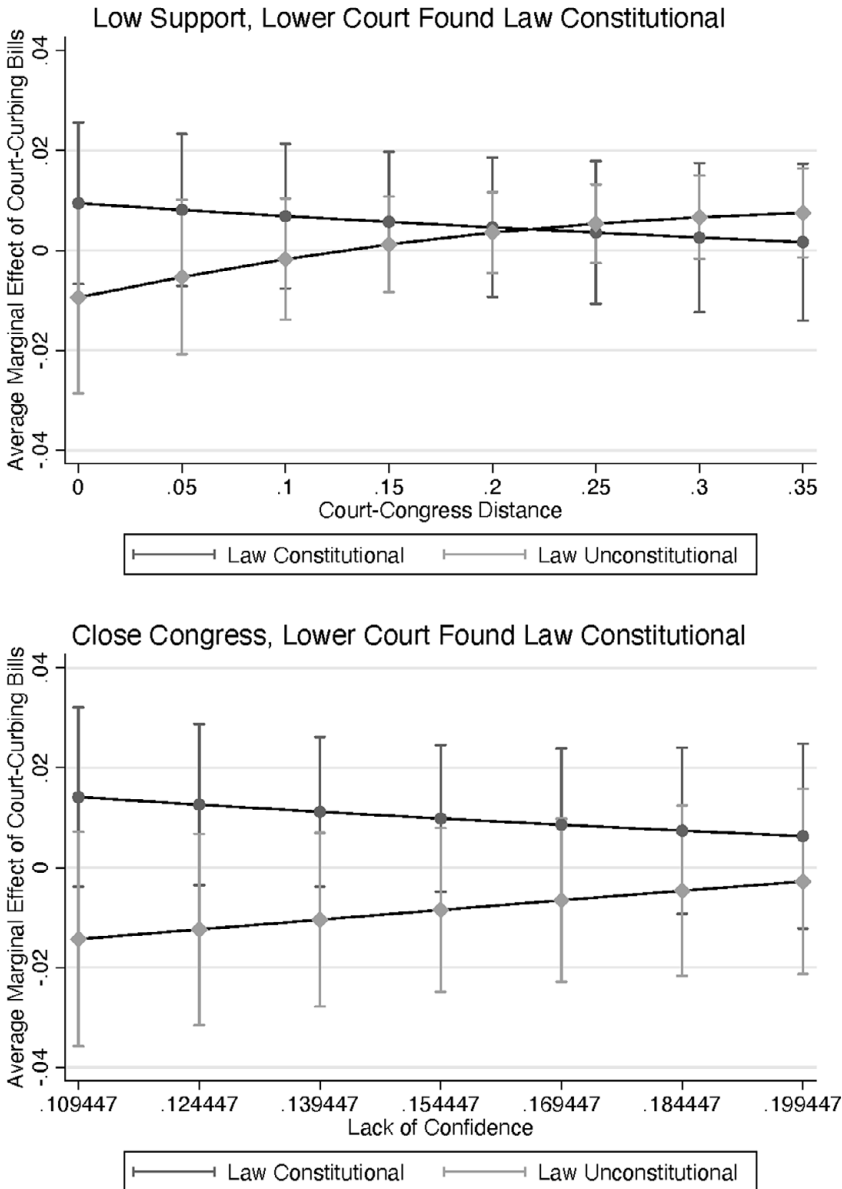 Low Support, Lower Court Found Law Constitutional
Average Marginal Effect of Court-Curbing Bills
.04
.02
0
-.02
-.04
0 .05 .1 .15 .2 .25 .3 .35
Court-Congress Distance
Law Constitutional Law Unconstitutional
Close Congress, Lower Court Found Law Constitutional
Average Marginal Effect of Court-Curbing Bills
.04
.02
0
-.02
-.04
.109447 .124447 .139447 .154447 .169447 .184447 .199447
Lack of Confidence
Law Constitutional Law Unconstitutional